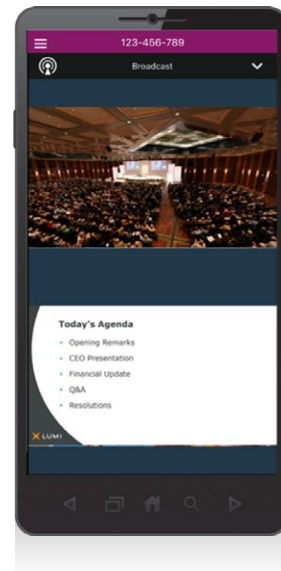 123-456-789
Broadcast
Today's Agenda
Opening Remarks
CEO Presentation
Financial Update
Q&A
Resolutions
LUMI